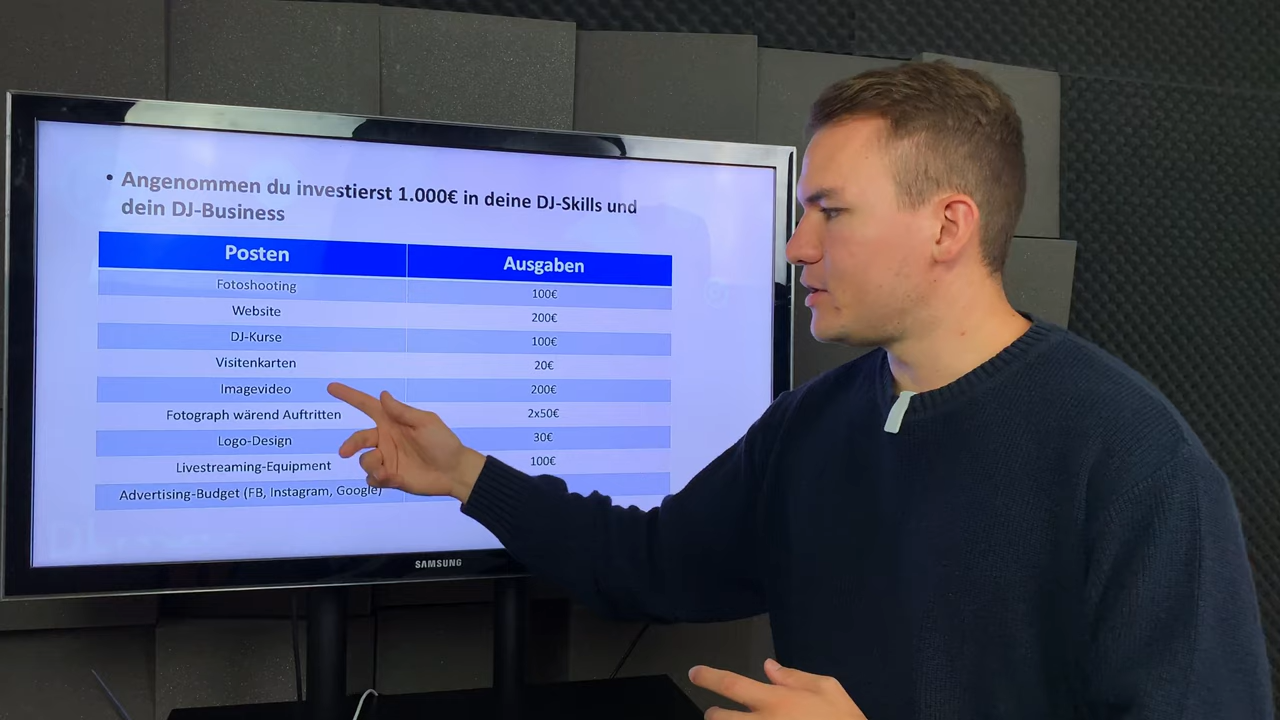 • Angenommen du investierst 1.000€ in deine DJ-Skills und
dein DJ-Business
Posten Ausgaben
Fotoshooting 100€
Website 200€
DJ-Kurse 100€
Visitenkarten 20€
Imagevideo 200€
Fotograph wärend Auftritten 2x50€
Logo-Design 30€
Livestreaming-Equipment 100€
Advertising-Budget (FB, Instagram, Google)
SAMSUNG